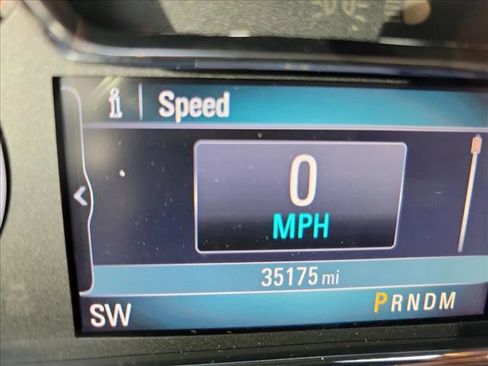 i Speed
0
MPH
35175 mi
SW PRNDM